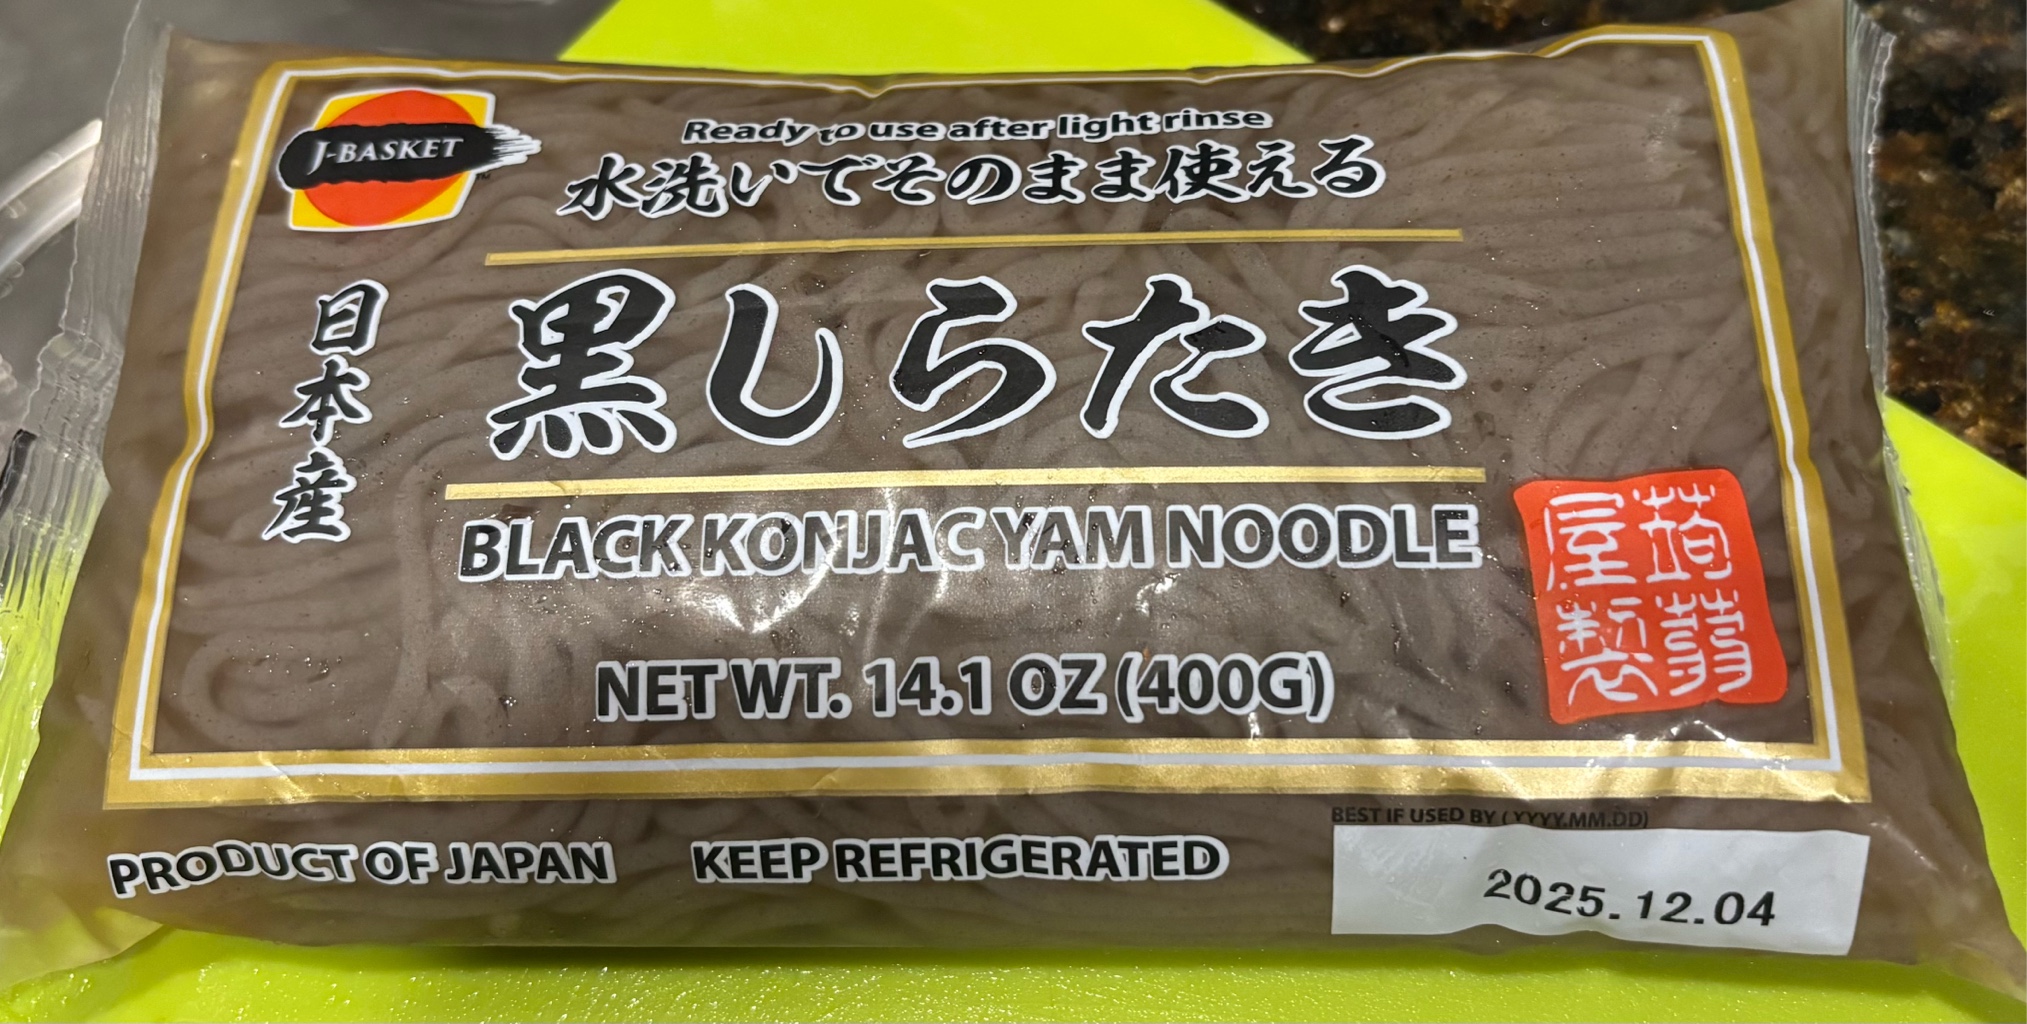 J-BASKET
TM
Ready to use after light rinse
水洗いでそのまま使える
日本産
黒しらたき
BLACK KONJAC YAM NOODLE
蒟蒻
屋製
NET WT. 14.1 OZ (400G)
PRODUCT OF JAPAN
KEEP REFRIGERATED
BEST IF USED BY ( YYYY.MM.DD)
2025.12.04